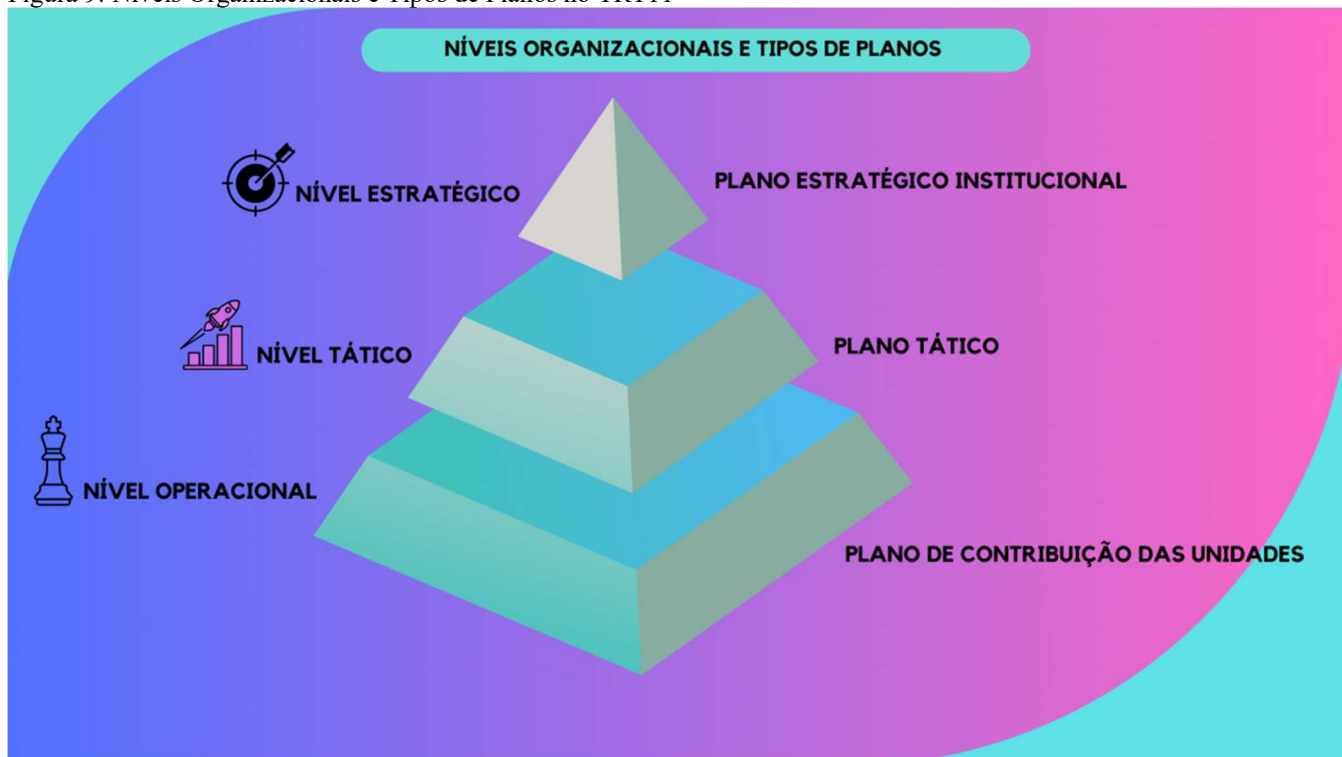 NÍVEIS ORGANIZACIONAIS E TIPOS DE PLANOS
NÍVEL ESTRATÉGICO
PLANO ESTRATÉGICO INSTITUCIONAL
NÍVEL TÁTICO
PLANO TÁTICO
NÍVEL OPERACIONAL
PLANO DE CONTRIBUIÇÃO DAS UNIDADES